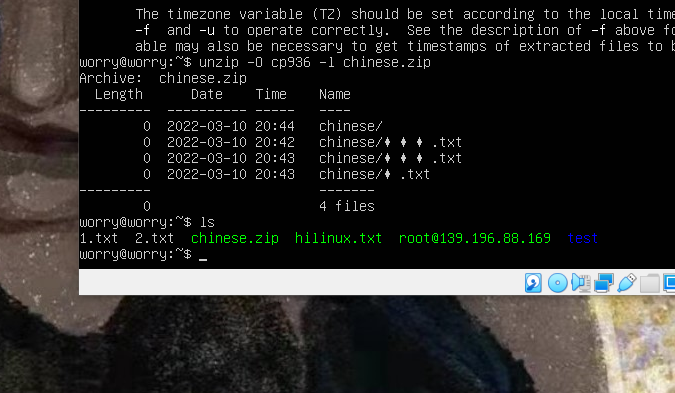 The timezone variable (TZ) should be set according to the local time
-f and -u to operate correctly. See the description of -f above fo
able may also be necessary to get timestamps of extracted files to b
worry@worry:~$ unzip -O cp936 -l chinese.zip
Archive: chinese.zip
Length Date Time Name
--------- ---------- ----- ----
0 2022-03-10 20:44 chinese/
0 2022-03-10 20:42 chinese/♦ ♦ ♦ .txt
0 2022-03-10 20:43 chinese/♦ ♦ ♦ .txt
0 2022-03-10 20:43 chinese/♦ .txt
--------- -------
0 4 files
worry@worry:~$ ls
1.txt 2.txt chinese.zip hilinux.txt root@139.196.88.169 test
worry@worry:~$ _